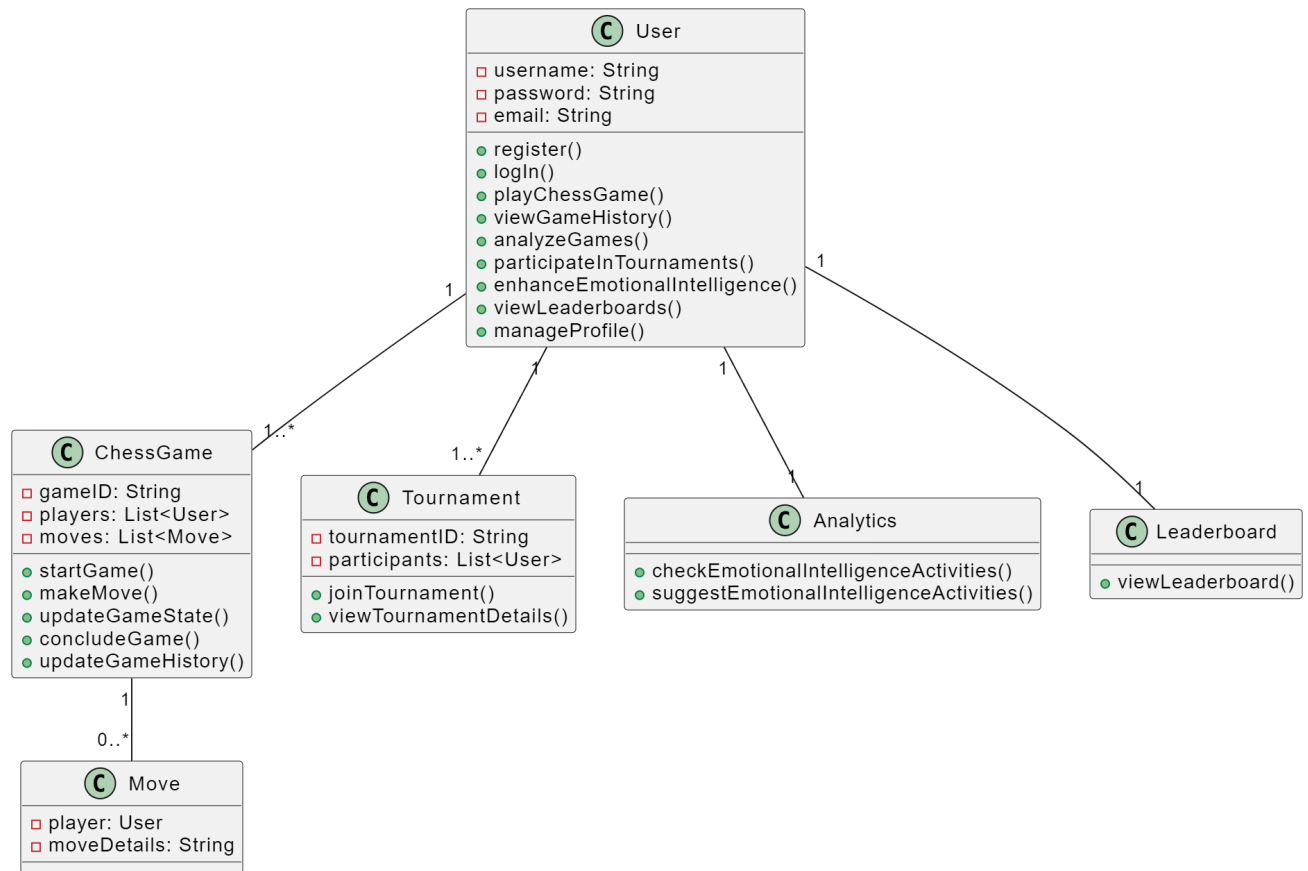 C User
username: String
password: String
email: String
register()
logIn()
playChessGame()
viewGameHistory()
analyzeGames()
participateInTournaments()
enhanceEmotionalIntelligence()
viewLeaderboards()
manageProfile()
1
1
1
1
1..*
1..*
1
1
C ChessGame
gameID: String
players: List<User>
moves: List<Move>
startGame()
makeMove()
updateGameState()
concludeGame()
updateGameHistory()
C Tournament
tournamentID: String
participants: List<User>
joinTournament()
viewTournamentDetails()
C Analytics
checkEmotionalIntelligenceActivities()
suggestEmotionalIntelligenceActivities()
C Leaderboard
viewLeaderboard()
1
0..*
C Move
player: User
moveDetails: String